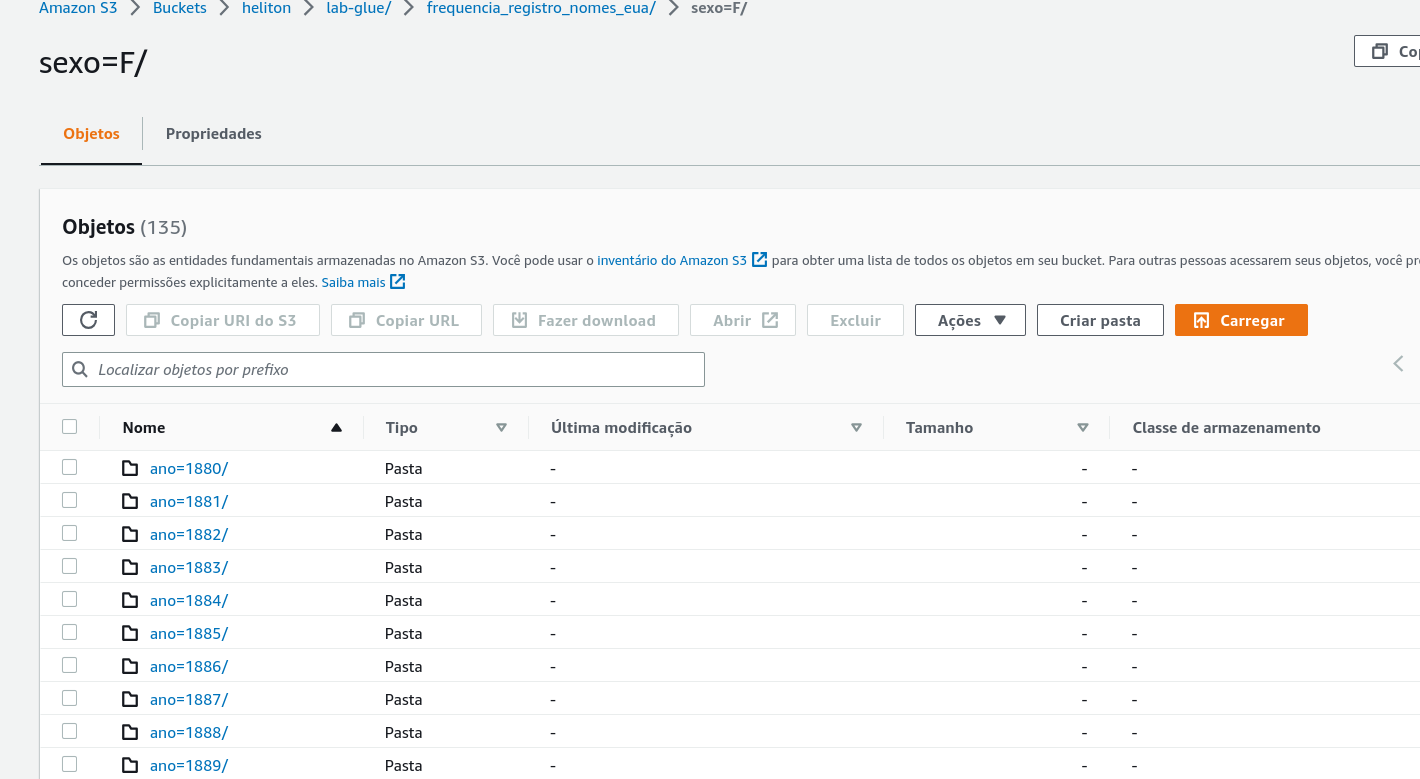 Amazon S3 > Buckets > heliton > lab-glue/ > frequencia_registro_nomes_eua/ > sexo=F/
sexo=F/
Objetos Propriedades
Objetos (135)
Os objetos são as entidades fundamentais armazenadas no Amazon S3. Você pode usar o inventário do Amazon S3 para obter uma lista de todos os objetos em seu bucket. Para outras pessoas acessarem seus objetos, você
conceder permissões explicitamente a eles. Saiba mais
Copiar URI do S3 Copiar URL Fazer download Abrir Excluir Ações Criar pasta Carregar
Localizar objetos por prefixo
Nome Tipo Última modificação Tamanho Classe de armazenamento
ano=1880/ Pasta - - -
ano=1881/ Pasta - - -
ano=1882/ Pasta - - -
ano=1883/ Pasta - - -
ano=1884/ Pasta - - -
ano=1885/ Pasta - - -
ano=1886/ Pasta - - -
ano=1887/ Pasta - - -
ano=1888/ Pasta - - -
ano=1889/ Pasta - - -